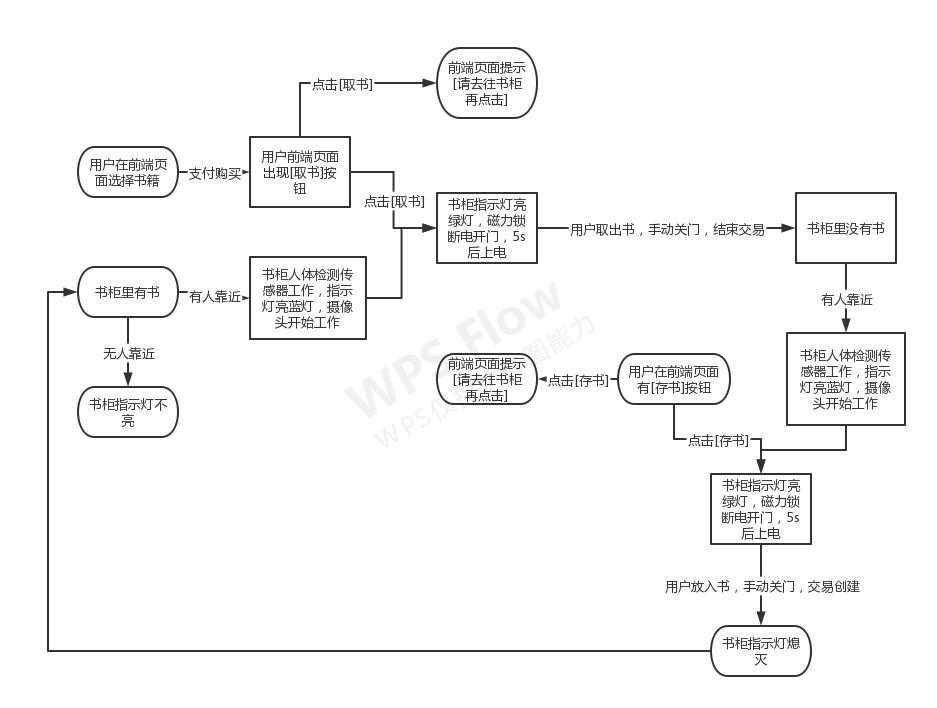 前端页面提示
[请去往书柜
再点击]
点击[取书]
用户在前端页
面选择书籍
支付购买
用户前端页面
出现[取书]按
钮
点击[取书]
书柜指示灯亮
绿灯，磁力锁
断电开门，5s
后上电
用户取出书，手动关门，结束交易
书柜里没有书
书柜里有书
有人靠近
书柜人体检测传
感器工作，指示
灯亮蓝灯，摄像
头开始工作
有人靠近
无人靠近
书柜指示灯不
亮
前端页面提示
[请去往书柜
再点击]
点击[存书]
用户在前端页面
有[存书]按钮
书柜人体检测传
感器工作，指示
灯亮蓝灯，摄像
头开始工作
点击[存书]
书柜指示灯亮
绿灯，磁力锁
断电开门，5s
后上电
用户放入书，手动关门，交易创建
书柜指示灯熄
灭
WPS Flow